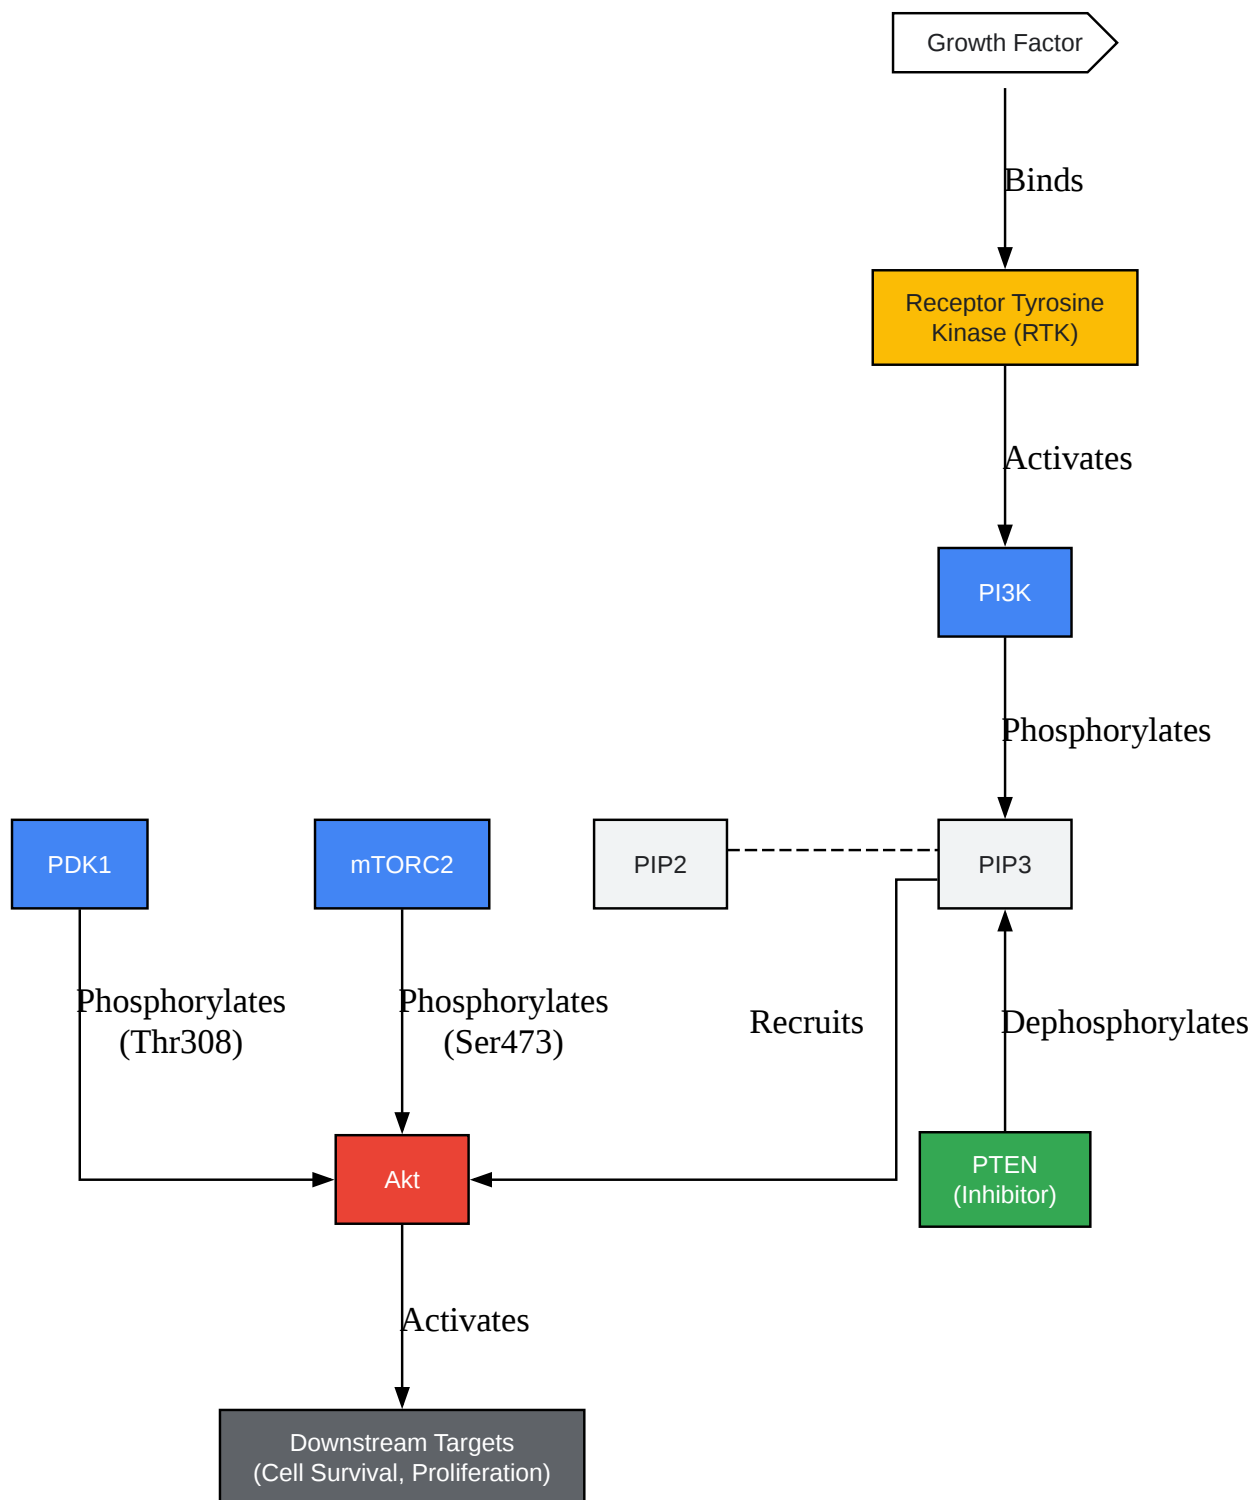 Growth Factor
Binds
Receptor Tyrosine
Kinase (RTK)
Activates
PI3K
Phosphorylates
PDK1
mTORC2
PIP2
PIP3
Phosphorylates
(Thr308)
Phosphorylates
(Ser473)
Recruits
Dephosphorylates
Akt
PTEN
(Inhibitor)
Activates
Downstream Targets
(Cell Survival, Proliferation)